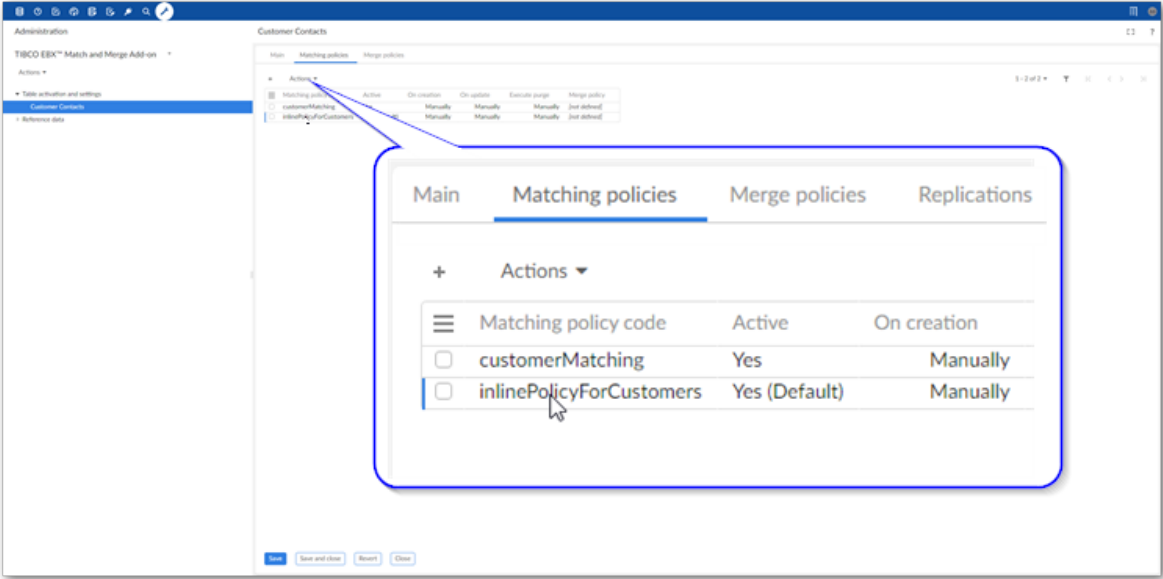 Administration
Customer Contacts
TIBCO EBX™ Match and Merge Add-on
Actions
Main Matching policies Merge policies
Table activation and settings
Customer Contacts
Reference data
Actions
1 - 2 of 2
Matching policy Active On creation On update Execute purge Merge policy
customerMatching Manually Manually Manually [not defined]
inlinePolicyForCustomers Manually Manually Manually [not defined]
Main Matching policies Merge policies Replications
+ Actions
Matching policy code Active On creation
customerMatching Yes Manually
inlinePolicyForCustomers Yes (Default) Manually
Save Save and close Revert Close